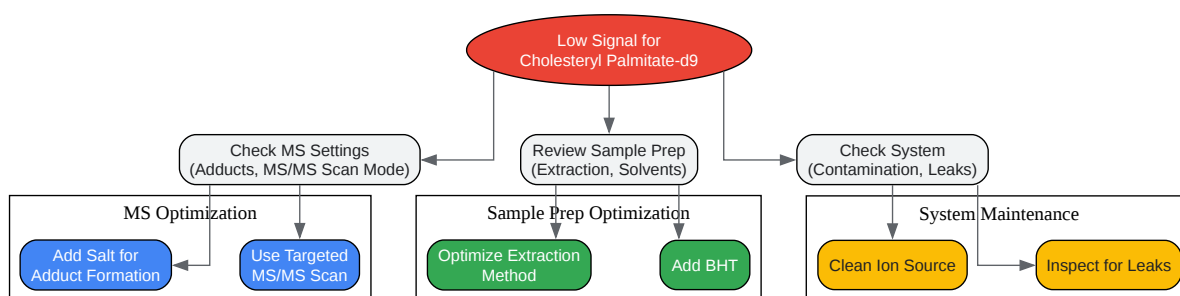 Low Signal for
Cholesteryl Palmitate-d9
Check MS Settings
(Adducts, MS/MS Scan Mode)
Review Sample Prep
(Extraction, Solvents)
Check System
(Contamination, Leaks)
MS Optimization
Sample Prep Optimization
System Maintenance
Add Salt for
Adduct Formation
Use Targeted
MS/MS Scan
Optimize Extraction
Method
Add BHT
Clean Ion Source
Inspect for Leaks